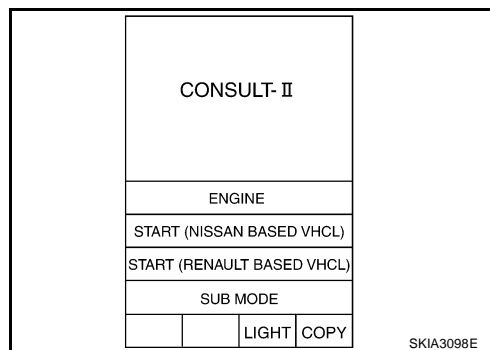 CONSULT-Ⅱ
ENGINE
START (NISSAN BASED VHCL)
START (RENAULT BASED VHCL)
SUB MODE
LIGHT COPY
SKIA3098E